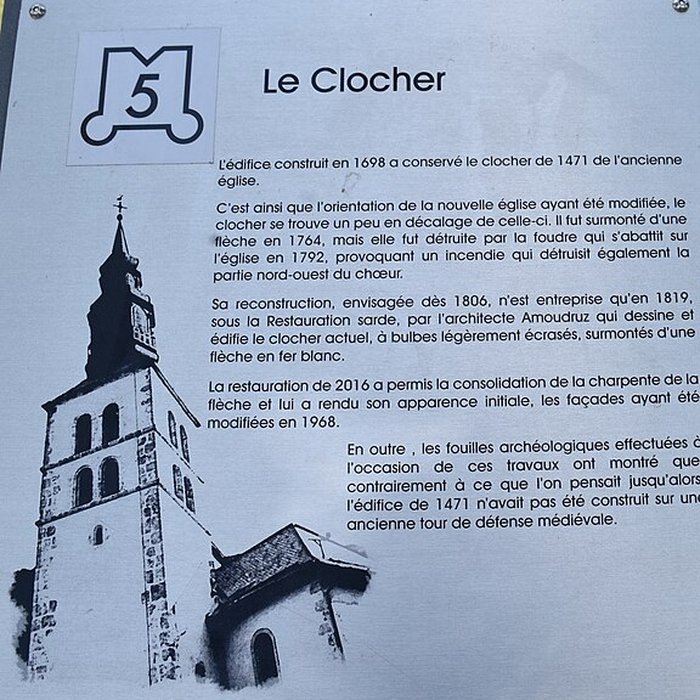 5
Le Clocher
L'édifice construit en 1698 a conservé le clocher de 1471 de l'ancienne
église.
C'est ainsi que l'orientation de la nouvelle église ayant été modifiée, le
clocher se trouve un peu en décalage de celle-ci. Il fut surmonté d'une
flèche en 1764, mais elle fut détruite par la foudre qui s'abattit sur
l'église en 1792, provoquant un incendie qui détruisit également la
partie nord-ouest du chœur.
Sa reconstruction, envisagée dès 1806, n'est entreprise qu'en 1819,
sous la Restauration sarde, par l'architecte Amoudruz qui dessine et
édifie le clocher actuel, à bulbes légèrement écrasés, surmontés d'une
flèche en fer blanc.
La restauration de 2016 a permis la consolidation de la charpente de la
flèche et lui a rendu son apparence initiale, les façades ayant été
modifiées en 1968.
En outre , les fouilles archéologiques effectuées à
l'occasion de ces travaux ont montré que
contrairement à ce que l'on pensait jusqu'alors
l'édifice de 1471 n'avait pas été construit sur une
ancienne tour de défense médiévale.